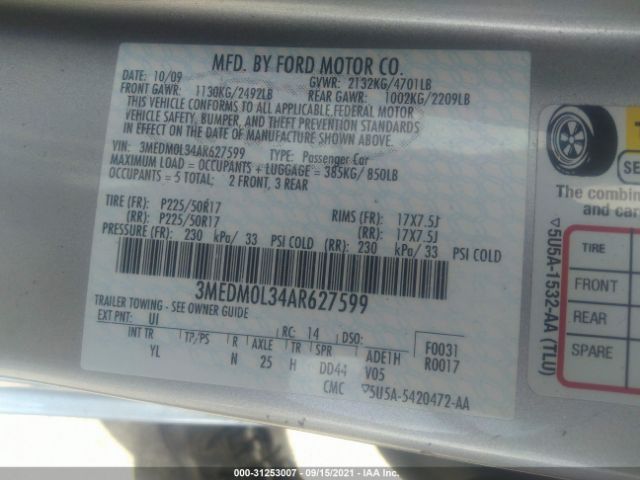 MFD. BY FORD MOTOR CO.
DATE: 10/09 GVWR: 2132KG/4701LB
FRONT GAWR: 1130KG/2492LB REAR GAWR: 1002KG/2209LB
THIS VEHICLE CONFORMS TO ALL APPLICABLE FEDERAL MOTOR
VEHICLE SAFETY, BUMPER, AND THEFT PREVENTION STANDARDS
IN EFFECT ON THE DATE OF MANUFACTURE SHOWN ABOVE.
VIN: 3MEDM0L34AR627599 TYPE: Passenger Car
MAXIMUM LOAD = OCCUPANTS + LUGGAGE = 385KG/ 850LB
OCCUPANTS = 5 TOTAL; 2 FRONT, 3 REAR
TIRE (FR): P225/50R17 RIMS (FR): 17X7.5J
(RR): P225/50R17 (RR): 17X7.5J
PRESSURE (FR): 230 kPa/ 33 PSI COLD (RR): 230 kPa/ 33 PSI COLD
3MEDM0L34AR627599
TRAILER TOWING - SEE OWNER GUIDE
EXT PNT: UI RC: 14 DSO: F0031
INT TR TP/PS R AXLE TR SPR ADE1H R0017
YL N 25 H DD44 V05
CMC ▽5U5A-5420472-AA
SE
The combin
and car
TIRE
FRONT
REAR
SPARE
▽5U5A-1532-AA (TLU)
000-31253007 - 09/15/2021 - IAA Inc.